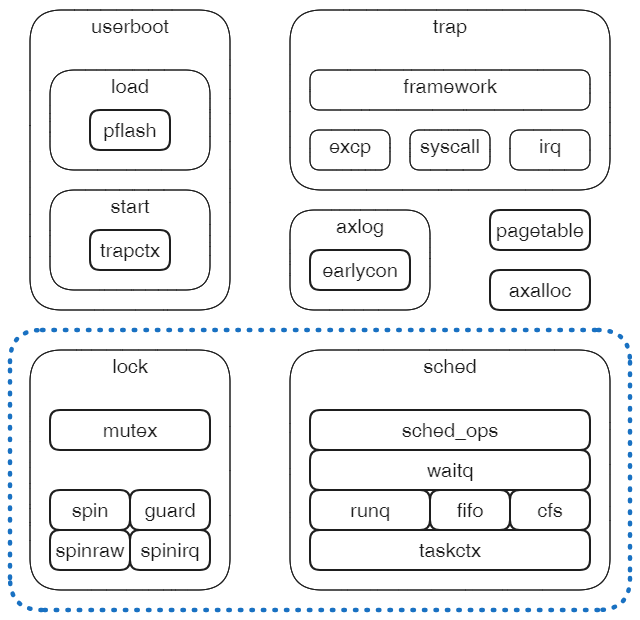 userboot
load
pflash
start
trapctx
trap
framework
excp syscall irq
axlog
earlycon
pagetable
axalloc
lock
mutex
spin guard
spinraw spinirq
sched
sched_ops
waitq
runq fifo cfs
taskctx